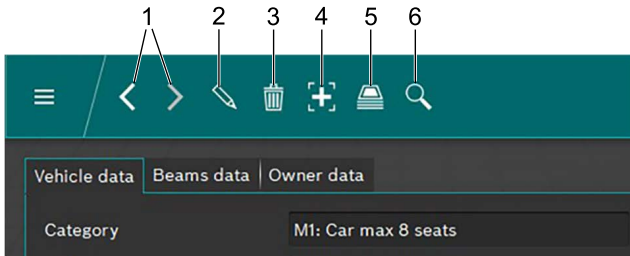 1 2 3 4 5 6
Vehicle data Beams data Owner data
Category M1: Car max 8 seats